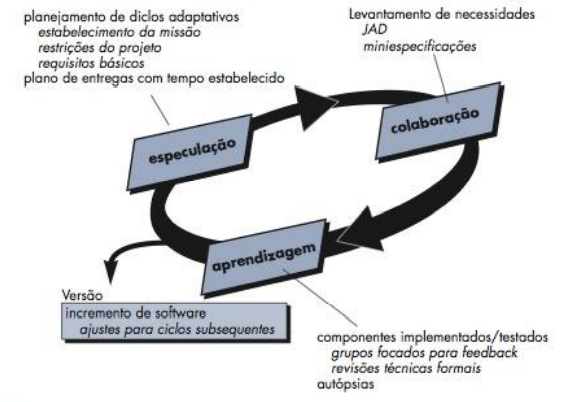 planejamento de diclos adaptativos
estabelecimento da missão
restrições do projeto
requisitos básicos
plano de entregas com tempo estabelecido
Levantamento de necessidades
JAD
miniespecificações
especulação
colaboração
aprendizagem
Versão
incremento de software
ajustes para ciclos subsequentes
componentes implementados/testados
grupos focados para feedback
revisões técnicas formais
autópsias